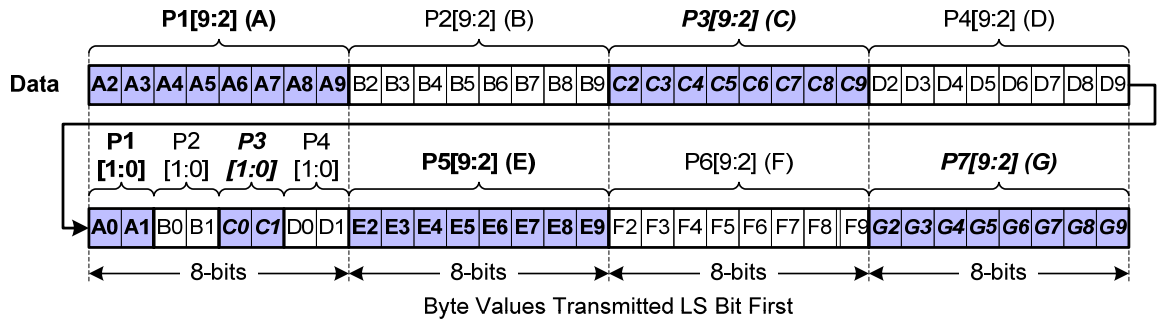 P1[9:2] (A) P2[9:2] (B) P3[9:2] (C) P4[9:2] (D)
Data A2 A3 A4 A5 A6 A7 A8 A9 B2 B3 B4 B5 B6 B7 B8 B9 C2 C3 C4 C5 C6 C7 C8 C9 D2 D3 D4 D5 D6 D7 D8 D9
P1 P2 P3 P4
[1:0] [1:0] [1:0] [1:0] P5[9:2] (E) P6[9:2] (F) P7[9:2] (G)
A0 A1 B0 B1 C0 C1 D0 D1 E2 E3 E4 E5 E6 E7 E8 E9 F2 F3 F4 F5 F6 F7 F8 F9 G2 G3 G4 G5 G6 G7 G8 G9
8-bits 8-bits 8-bits 8-bits
Byte Values Transmitted LS Bit First